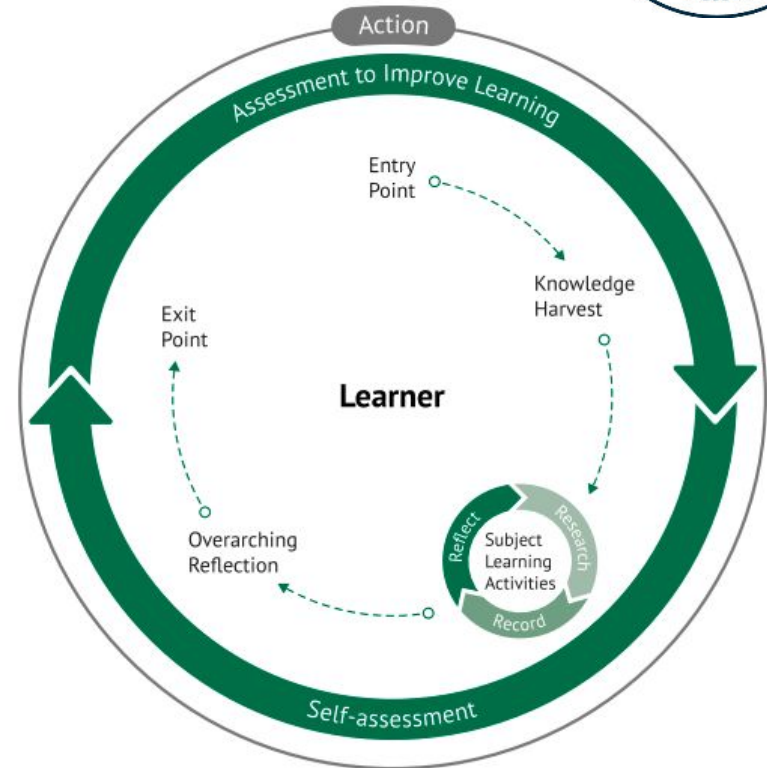 Action
Assessment to Improve Learning
Entry
Point
Knowledge
Harvest
Exit
Point
Learner
Reflect
Research
Subject
Learning
Activities
Record
Overarching
Reflection
Self-assessment